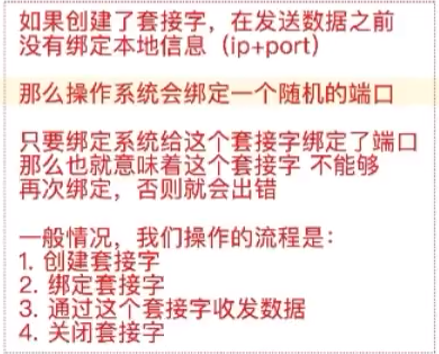 如果创建了套接字，在发送数据之前
没有绑定本地信息（ip+port）
那么操作系统会绑定一个随机的端口
只要绑定系统给这个套接字绑定了端口
那么也就意味着这个套接字 不能够
再次绑定，否则就会出错
一般情况，我们操作的流程是：
1. 创建套接字
2. 绑定套接字
3. 通过这个套接字收发数据
4. 关闭套接字